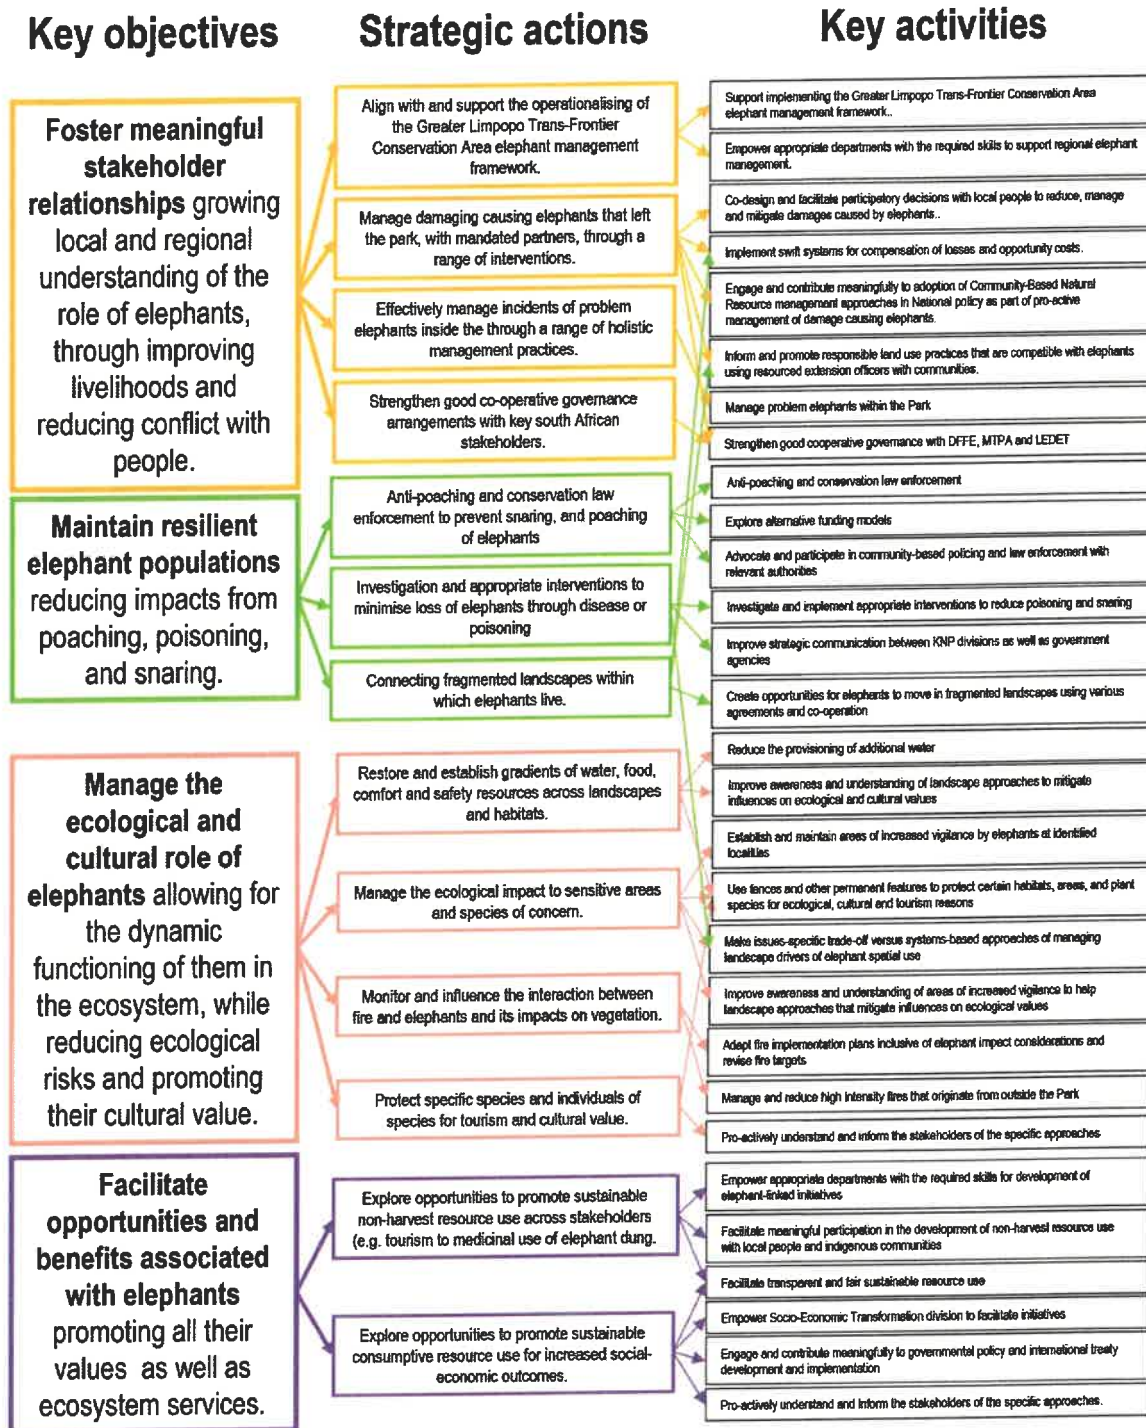 Key objectives
Strategic actions
Key activities
Foster meaningful
stakeholder
relationships growing
local and regional
understanding of the
role of elephants,
through improving
livelihoods and
reducing conflict with
people.
Align with and support the operationalising of
the Greater Limpopo Trans-Frontier
Conservation Area elephant management
framework.
Manage damaging causing elephants that left
the park, with mandated partners, through a
range of interventions.
Effectively manage incidents of problem
elephants inside the through a range of holistic
management practices.
Strengthen good co-operative governance
arrangements with key south African
stakeholders.
Support implementing the Greater Limpopo Trans-Frontier Conservation Area
elephant management framework..
Empower appropriate departments with the required skills to support regional elephant
management.
Co-design and facilitate participatory decisions with local people to reduce, manage
and mitigate damages caused by elephants..
Implement swift systems for compensation of losses and opportunity costs.
Engage and contribute meaningfully to adoption of Community-Based Natural
Resource management approaches in National policy as part of pro-active
management of damage causing elephants.
Inform and promote responsible land use practices that are compatible with elephants
using resourced extension officers with communities.
Manage problem elephants within the Park
Strengthen good cooperative governance with DFFE, MTPA and LEDET
Maintain resilient
elephant populations
reducing impacts from
poaching, poisoning,
and snaring.
Anti-poaching and conservation law
enforcement to prevent snaring, and poaching
of elephants
Investigation and appropriate interventions to
minimise loss of elephants through disease or
poisoning
Connecting fragmented landscapes within
which elephants live.
Anti-poaching and conservation law enforcement
Explore alternative funding models
Advocate and participate in community-based policing and law enforcement with
relevant authorities
Investigate and implement appropriate interventions to reduce poisoning and snaring
Improve strategic communication between KNP divisions as well as government
agencies
Create opportunities for elephants to move in fragmented landscapes using various
agreements and co-operation
Manage the
ecological and
cultural role of
elephants allowing for
the dynamic
functioning of them in
the ecosystem, while
reducing ecological
risks and promoting
their cultural value.
Restore and establish gradients of water, food,
comfort and safety resources across landscapes
and habitats.
Manage the ecological impact to sensitive areas
and species of concern.
Monitor and influence the interaction between
fire and elephants and its impacts on vegetation.
Protect specific species and individuals of
species for tourism and cultural value.
Reduce the provisioning of additional water
Improve awareness and understanding of landscape approaches to mitigate
influences on ecological and cultural values
Establish and maintain areas of increased vigilance by elephants at identified
localities
Use fences and other permanent features to protect certain habitats, areas, and plant
species for ecological, cultural and tourism reasons
Make issues-specific trade-off versus systems-based approaches of managing
landscape drivers of elephant spatial use
Improve awareness and understanding of areas of increased vigilance to help
landscape approaches that mitigate influences on ecological values
Adapt fire implementation plans inclusive of elephant impact considerations and
revise fire targets
Manage and reduce high intensity fires that originate from outside the Park
Pro-actively understand and inform the stakeholders of the specific approaches
Facilitate
opportunities and
benefits associated
with elephants
promoting all their
values as well as
ecosystem services.
Explore opportunities to promote sustainable
non-harvest resource use across stakeholders
(e.g. tourism to medicinal use of elephant dung.
Explore opportunities to promote sustainable
consumptive resource use for increased social-
economic outcomes.
Empower appropriate departments with the required skills for development of
elephant-linked initiatives
Facilitate meaningful participation in the development of non-harvest resource use
with local people and indigenous communities
Facilitate transparent and fair sustainable resource use
Empower Socio-Economic Transformation division to facilitate initiatives
Engage and contribute meaningfully to governmental policy and international treaty
development and implementation
Pro-actively understand and inform the stakeholders of the specific approaches.